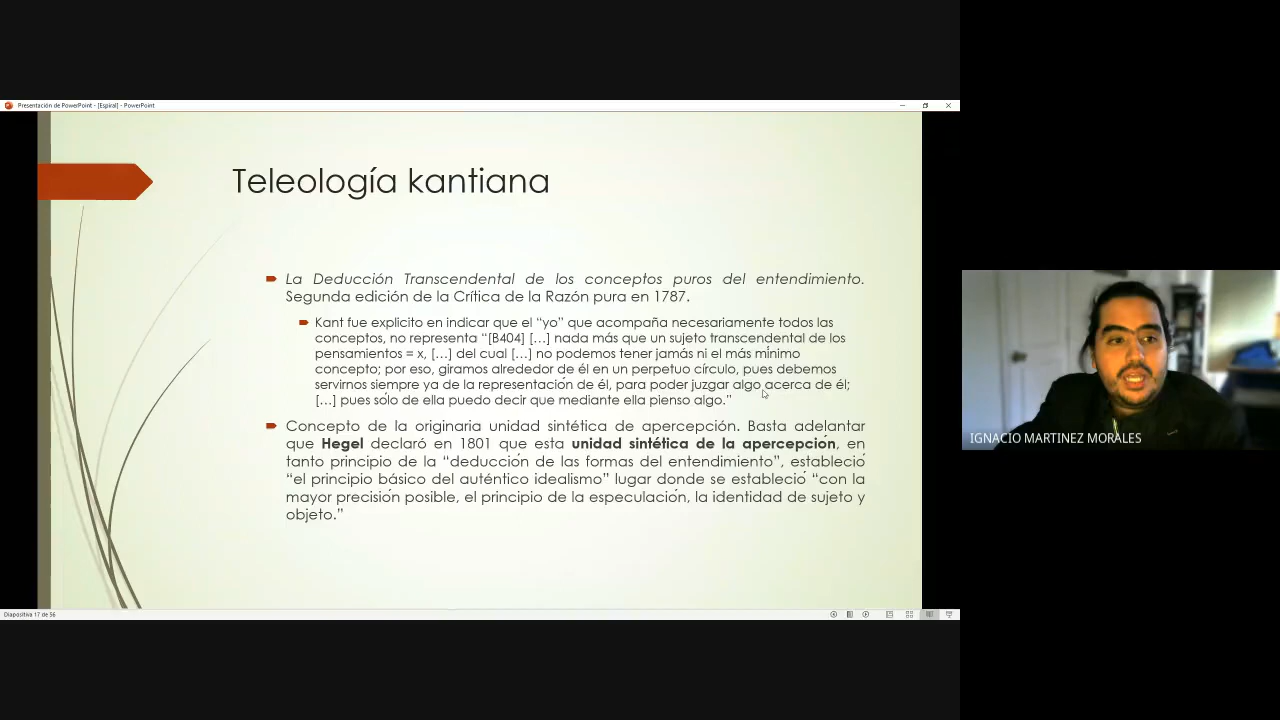 Presentación de PowerPoint - [Espiral] - PowerPoint
Teleología kantiana
La Deducción Transcendental de los conceptos puros del entendimiento.
Segunda edición de la Crítica de la Razón pura en 1787.
Kant fue explicito en indicar que el “yo” que acompaña necesariamente todos las
conceptos, no representa “[B404] […] nada más que un sujeto transcendental de los
pensamientos = x, […] del cual […] no podemos tener jamás ni el más mínimo
concepto; por eso, giramos alrededor de él en un perpetuo círculo, pues debemos
servirnos siempre ya de la representación de él, para poder juzgar algo acerca de él;
[…] pues sólo de ella puedo decir que mediante ella pienso algo.”
Concepto de la originaria unidad sintética de apercepción. Basta adelantar
que Hegel declaró en 1801 que esta unidad sintética de la apercepción, en
tanto principio de la “deducción de las formas del entendimiento”, estableció
“el principio básico del auténtico idealismo” lugar donde se estableció “con la
mayor precisión posible, el principio de la especulación, la identidad de sujeto y
objeto.”
IGNACIO MARTINEZ MORALES
Diapositiva 17 de 56